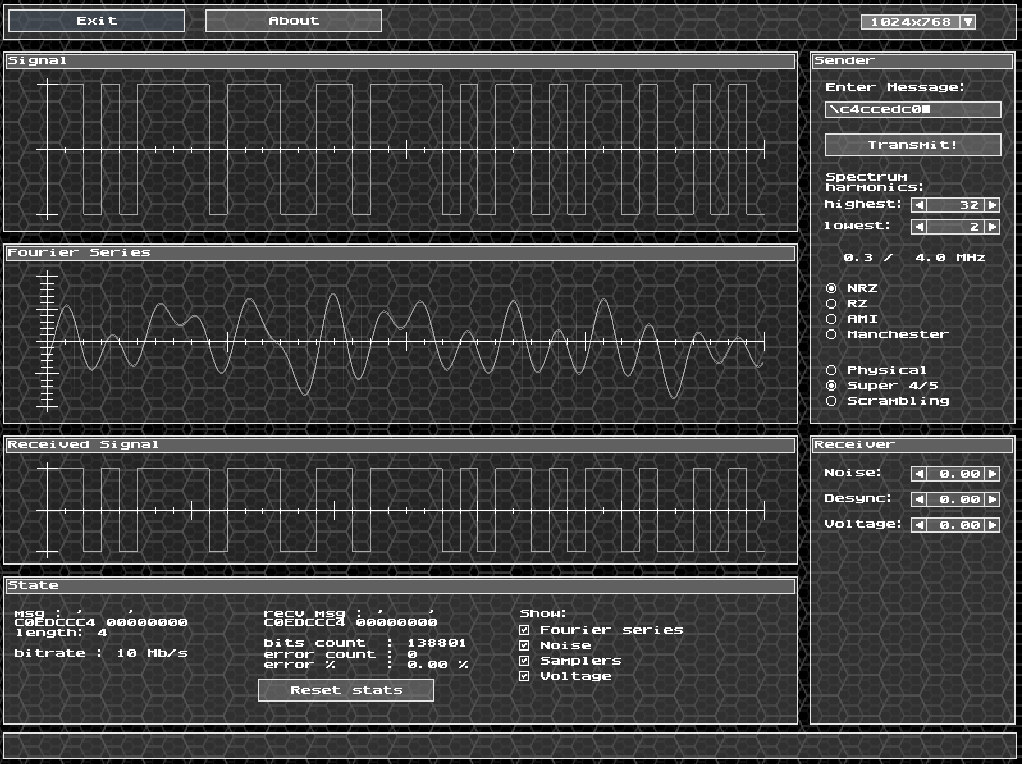 Exit
About
1024x768
Signal
Sender
Enter Message:
\c4ccedc0
Transmit!
Spectrum
harmonics:
highest: 32
lowest: 2
0.3 / 4.0 MHz
NRZ
RZ
AMI
Manchester
Physical
Super 4/5
Scrambling
Fourier Series
Received Signal
Receiver
Noise: 0.00
Desync: 0.00
Voltage: 0.00
State
msg : '    '
C0EDCCC4 00000000
length: 4
bitrate : 10 Mb/s
recv msg : '    '
C0EDCCC4 00000000
bits count : 138801
error count : 0
error % : 0.00 %
Reset stats
Show:
Fourier series
Noise
Samplers
Voltage